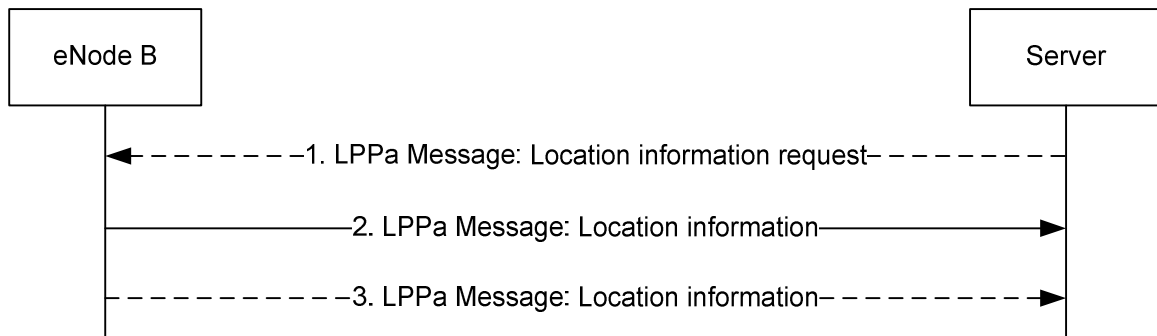 eNode B
Server
1. LPPa Message: Location information request
2. LPPa Message: Location information
3. LPPa Message: Location information